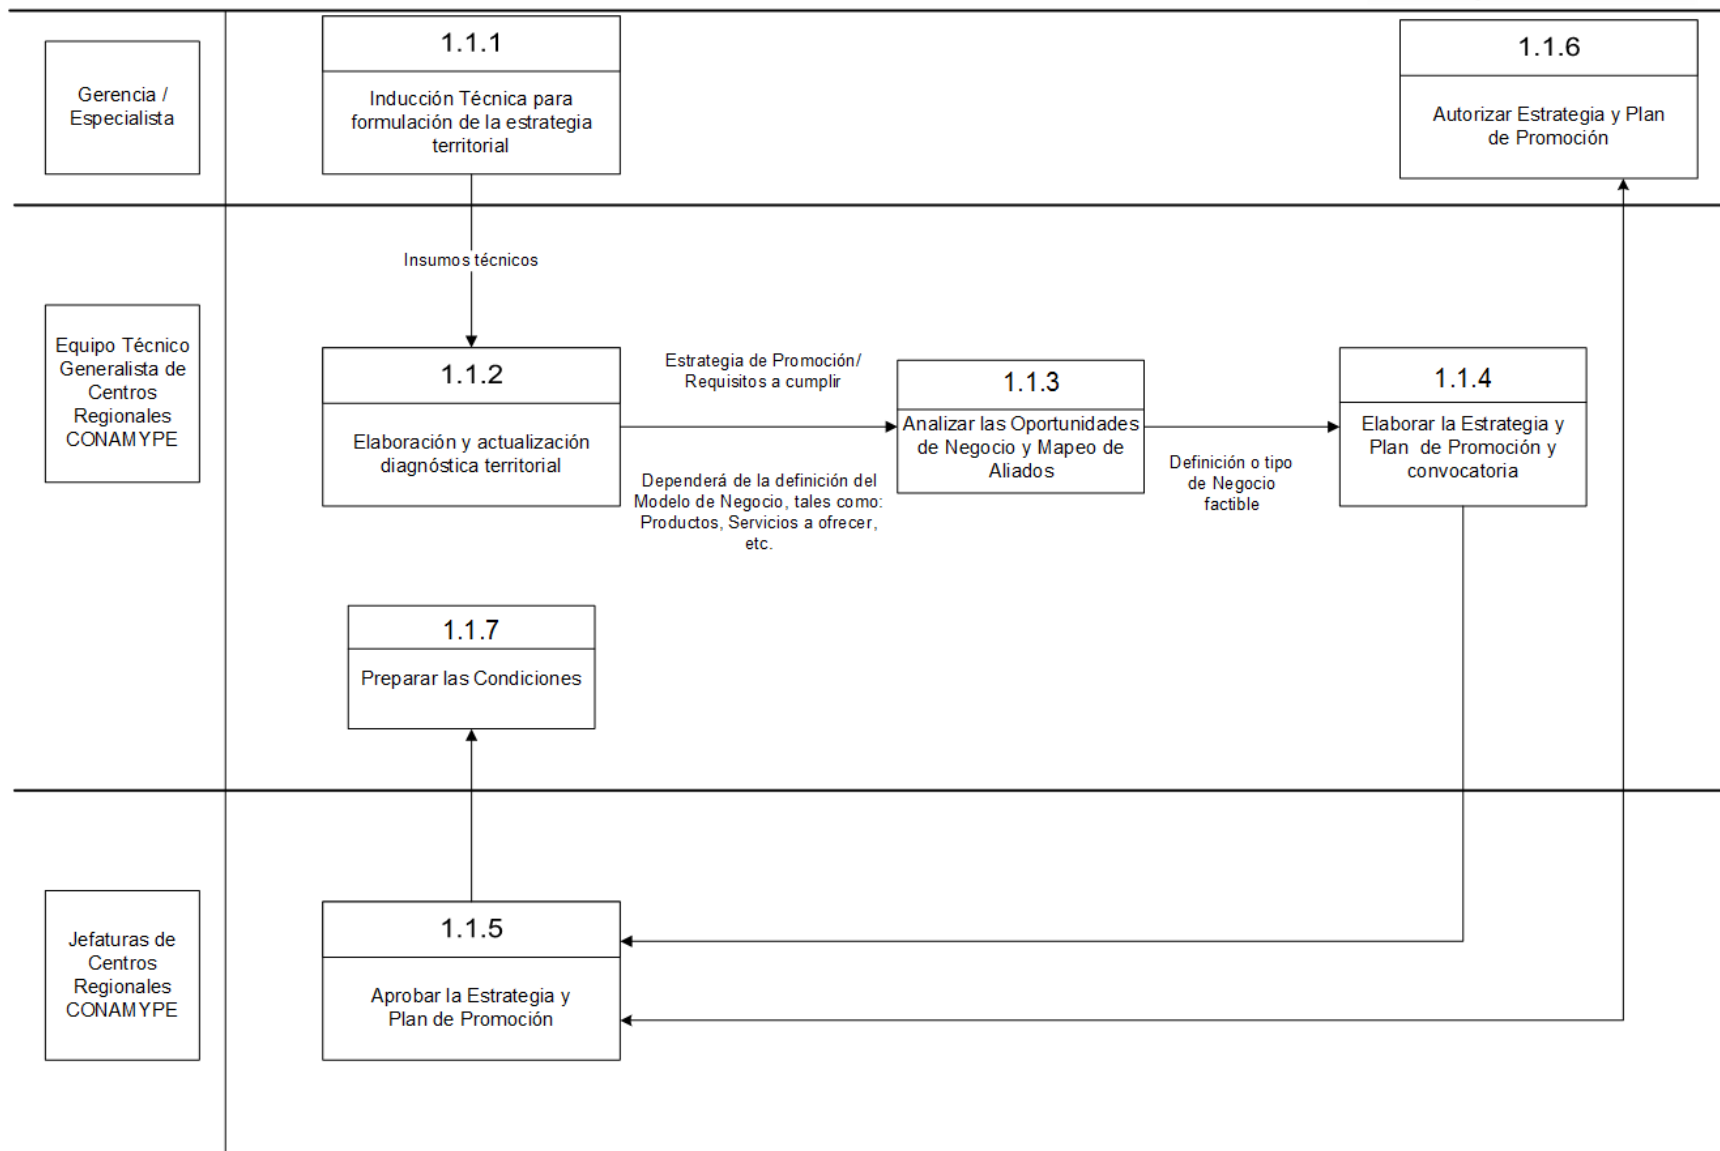 Gerencia /
Especialista
1.1.1
Inducción Técnica para
formulación de la estrategia
territorial
1.1.6
Autorizar Estrategia y Plan
de Promoción
Insumos técnicos
Equipo Técnico
Generalista de
Centros
Regionales
CONAMYPE
1.1.2
Elaboración y actualización
diagnóstica territorial
Estrategia de Promoción/
Requisitos a cumplir
Dependerá de la definición del
Modelo de Negocio, tales como:
Productos, Servicios a ofrecer,
etc.
1.1.3
Analizar las Oportunidades
de Negocio y Mapeo de
Aliados
Definición o tipo
de Negocio
factible
1.1.4
Elaborar la Estrategia y
Plan de Promoción y
convocatoria
1.1.7
Preparar las Condiciones
Jefaturas de
Centros
Regionales
CONAMYPE
1.1.5
Aprobar la Estrategia y
Plan de Promoción